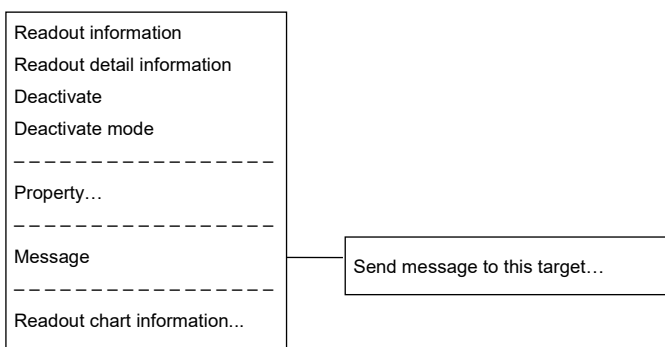 Readout information
Readout detail information
Deactivate
Deactivate mode
Property…
Message
Send message to this target…
Readout chart information...